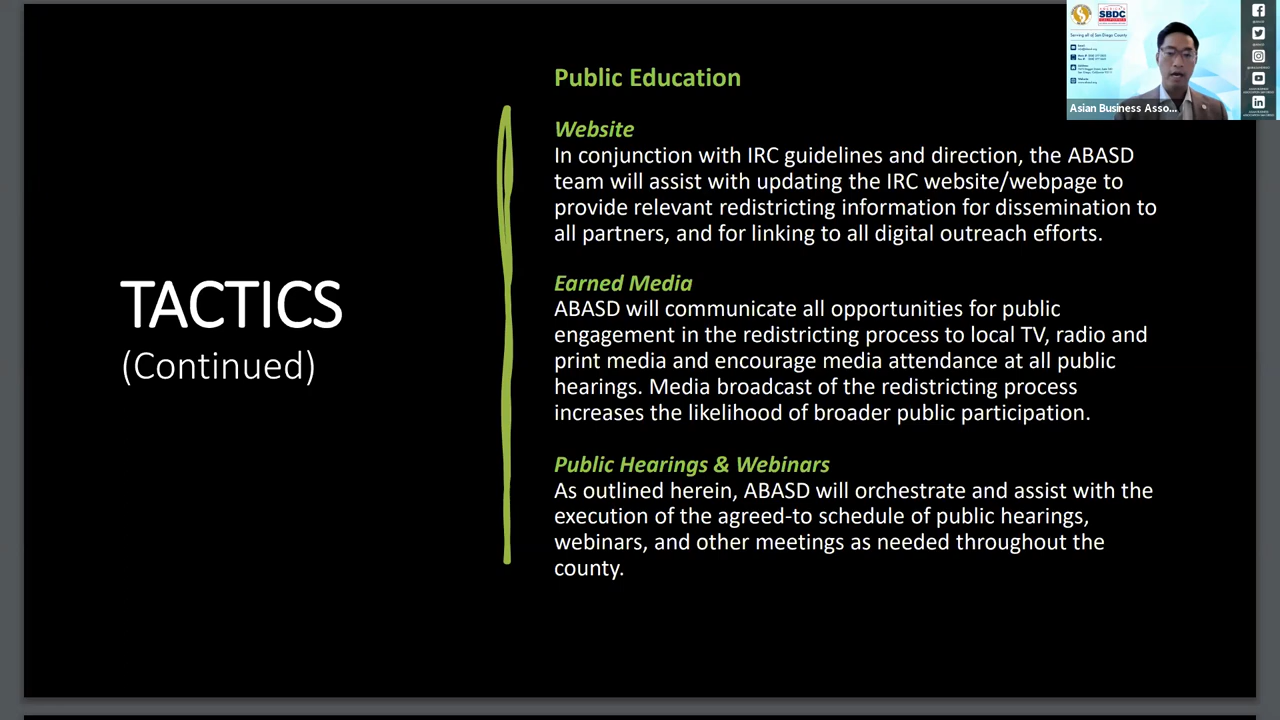 Public Education
Website
In conjunction with IRC guidelines and direction, the ABASD
team will assist with updating the IRC website/webpage to
provide relevant redistricting information for dissemination to
all partners, and for linking to all digital outreach efforts.
Earned Media
ABASD will communicate all opportunities for public
engagement in the redistricting process to local TV, radio and
print media and encourage media attendance at all public
hearings. Media broadcast of the redistricting process
increases the likelihood of broader public participation.
Public Hearings & Webinars
As outlined herein, ABASD will orchestrate and assist with the
execution of the agreed-to schedule of public hearings,
webinars, and other meetings as needed throughout the
county.
TACTICS
(Continued)
SBDC
Serving all of San Diego County
Asian Business Asso...